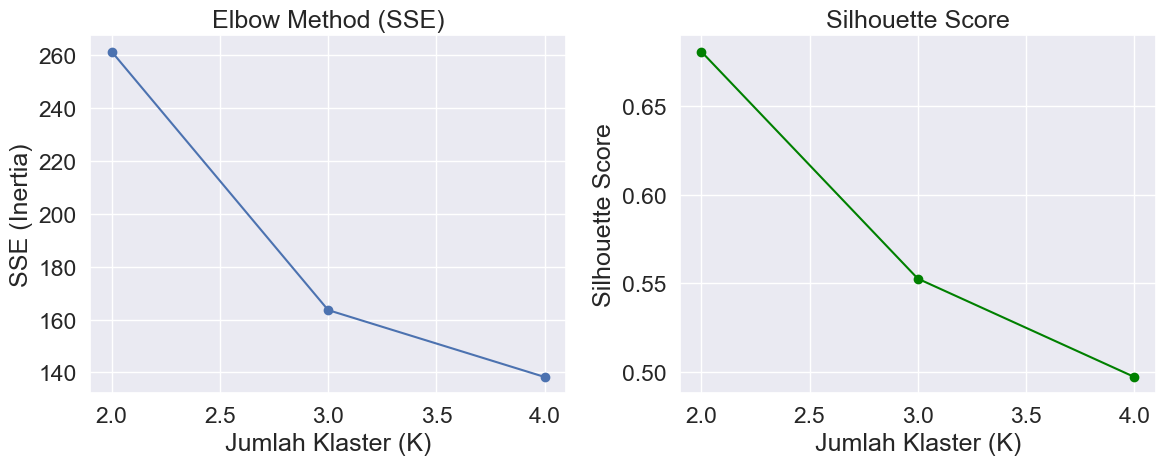 Elbow Method (SSE)
SSE (Inertia)
260
240
220
200
180
160
140
2.0 2.5 3.0 3.5 4.0
Jumlah Klaster (K)
Silhouette Score
Silhouette Score
0.65
0.60
0.55
0.50
2.0 2.5 3.0 3.5 4.0
Jumlah Klaster (K)